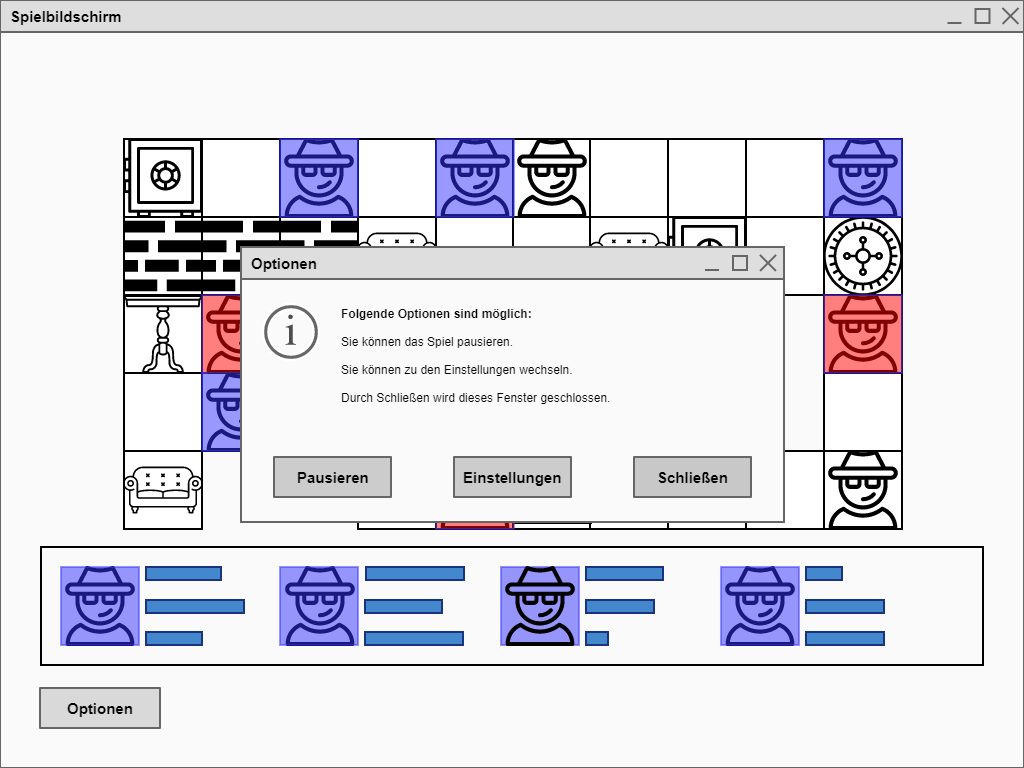 Spielbildschirm
Optionen
Folgende Optionen sind möglich:
Sie können das Spiel pausieren.
Sie können zu den Einstellungen wechseln.
Durch Schließen wird dieses Fenster geschlossen.
Pausieren
Einstellungen
Schließen
Optionen